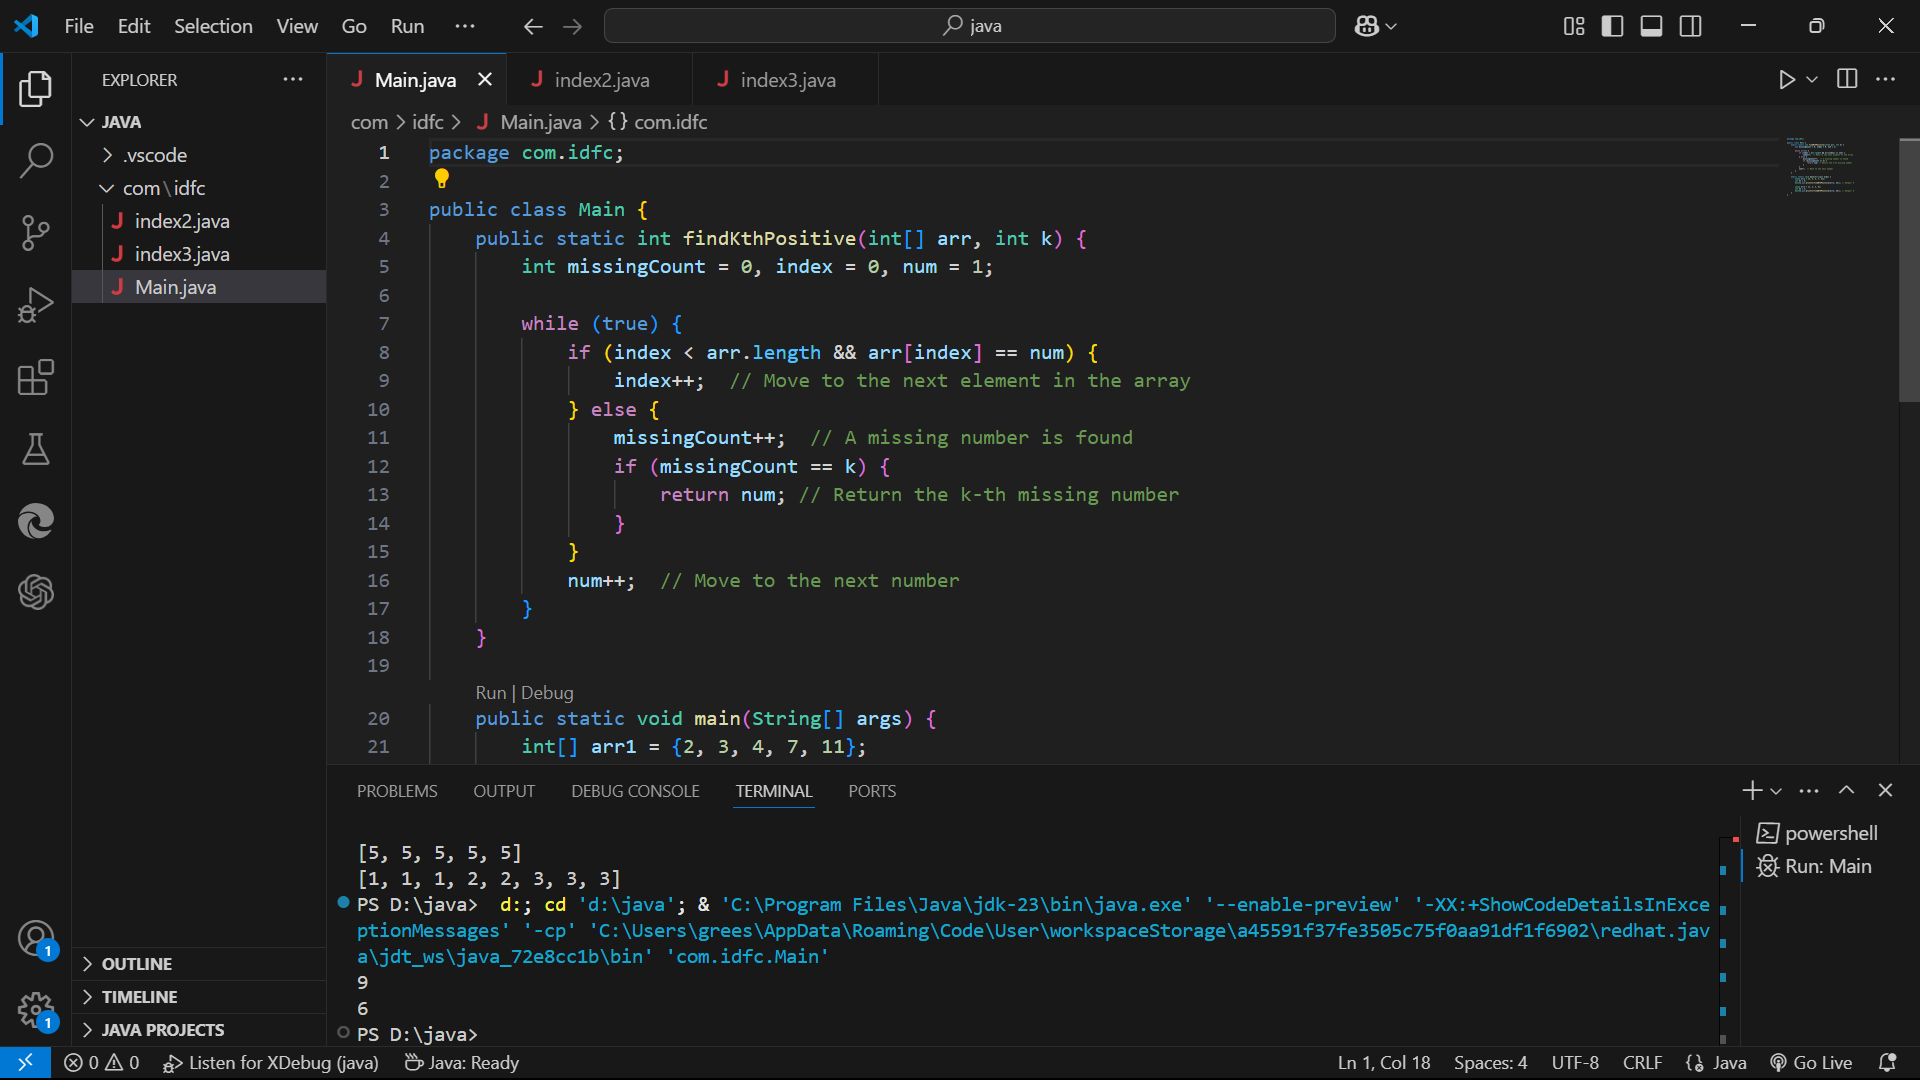 File Edit Selection View Go Run ··· java
EXPLORER ···
JAVA
.vscode
com\idfc
index2.java
index3.java
Main.java
OUTLINE
TIMELINE
JAVA PROJECTS
Main.java index2.java index3.java
com > idfc > Main.java > {} com.idfc
1 package com.idfc;
2
3 public class Main {
4 public static int findKthPositive(int[] arr, int k) {
5 int missingCount = 0, index = 0, num = 1;
6
7 while (true) {
8 if (index < arr.length && arr[index] == num) {
9 index++; // Move to the next element in the array
10 } else {
11 missingCount++; // A missing number is found
12 if (missingCount == k) {
13 return num; // Return the k-th missing number
14 }
15 }
16 num++; // Move to the next number
17 }
18 }
19
Run | Debug
20 public static void main(String[] args) {
21 int[] arr1 = {2, 3, 4, 7, 11};
PROBLEMS OUTPUT DEBUG CONSOLE TERMINAL PORTS
[5, 5, 5, 5, 5]
[1, 1, 1, 2, 2, 3, 3, 3]
PS D:\java> d:; cd 'd:\java'; & 'C:\Program Files\Java\jdk-23\bin\java.exe' '--enable-preview' '-XX:+ShowCodeDetailsInExce
ptionMessages' '-cp' 'C:\Users\grees\AppData\Roaming\Code\User\workspaceStorage\a45591f37fe3505c75f0aa91df1f6902\redhat.jav
a\jdt_ws\java_72e8cc1b\bin' 'com.idfc.Main'
9
6
PS D:\java>
powershell
Run: Main
1
1
0 0 Listen for XDebug (java) Java: Ready Ln 1, Col 18 Spaces: 4 UTF-8 CRLF {} Java Go Live